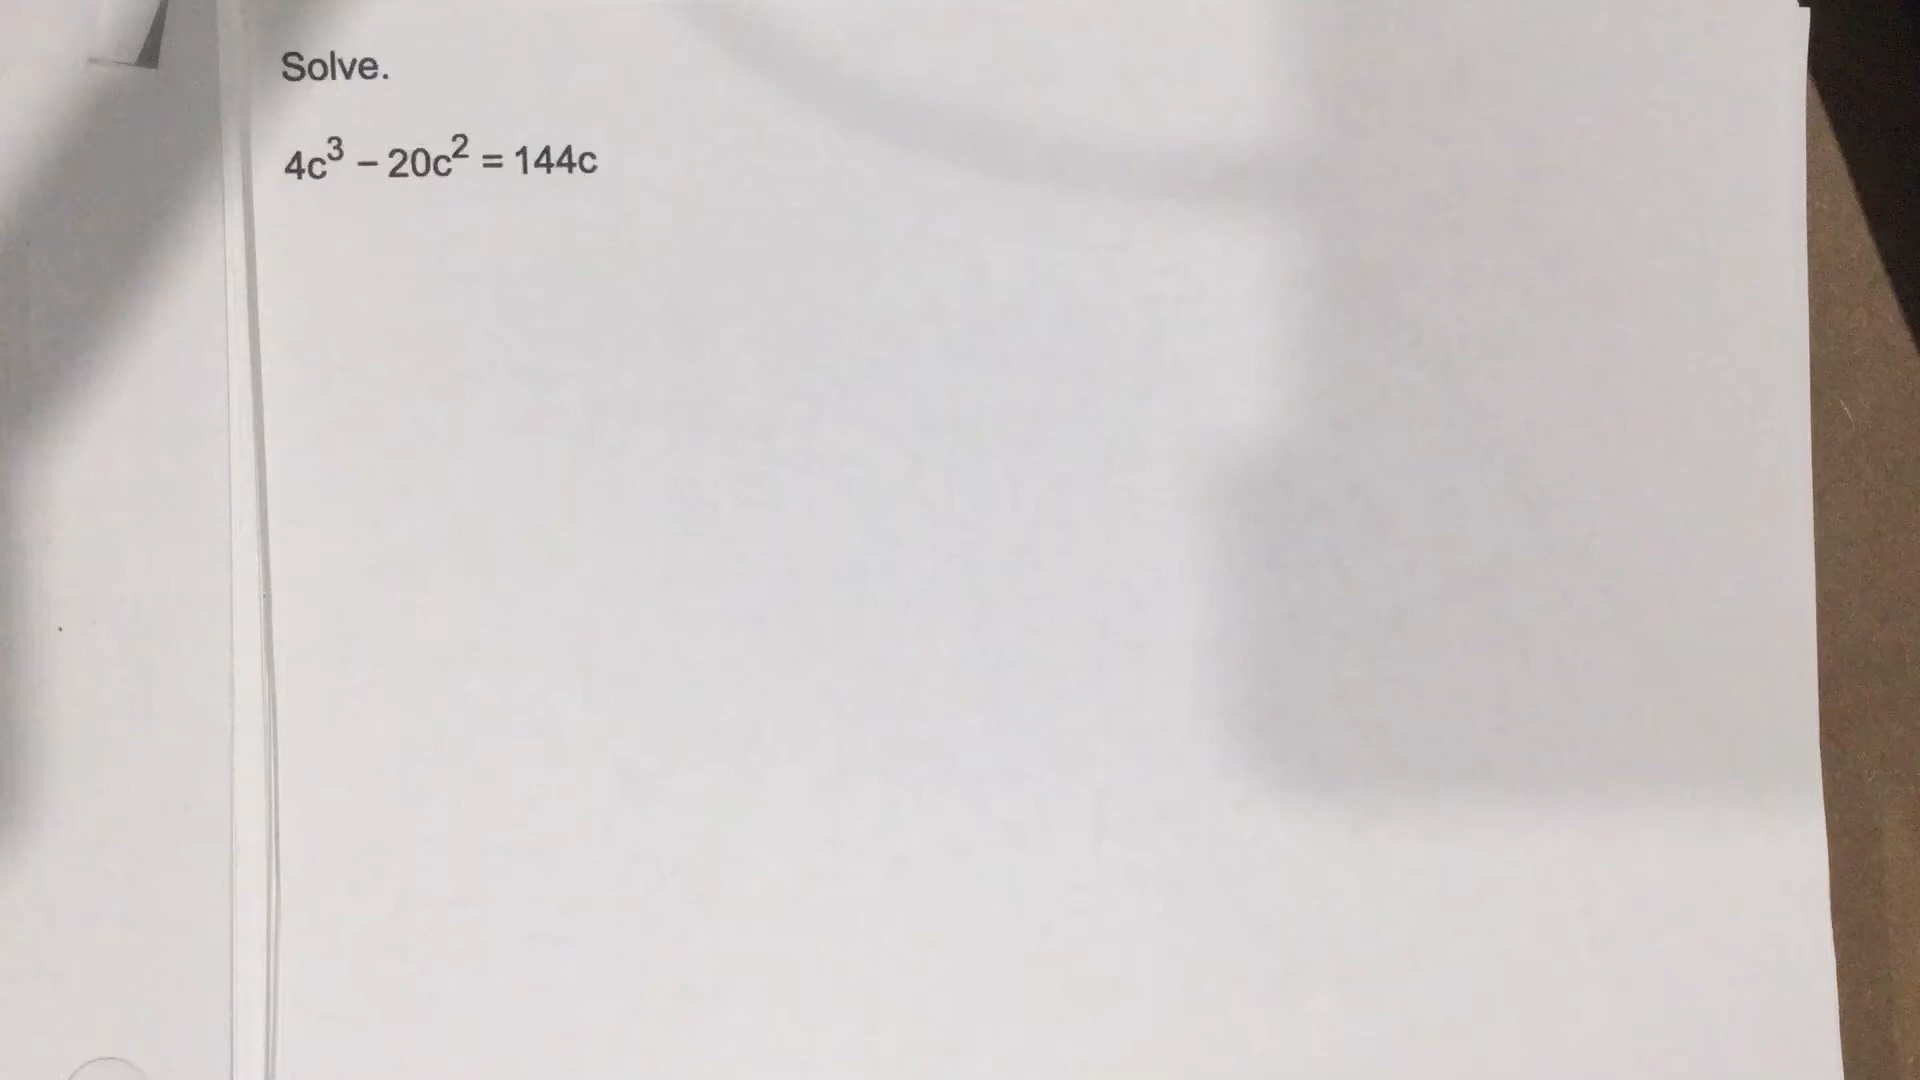 Solve.
4c³ – 20c² = 144c